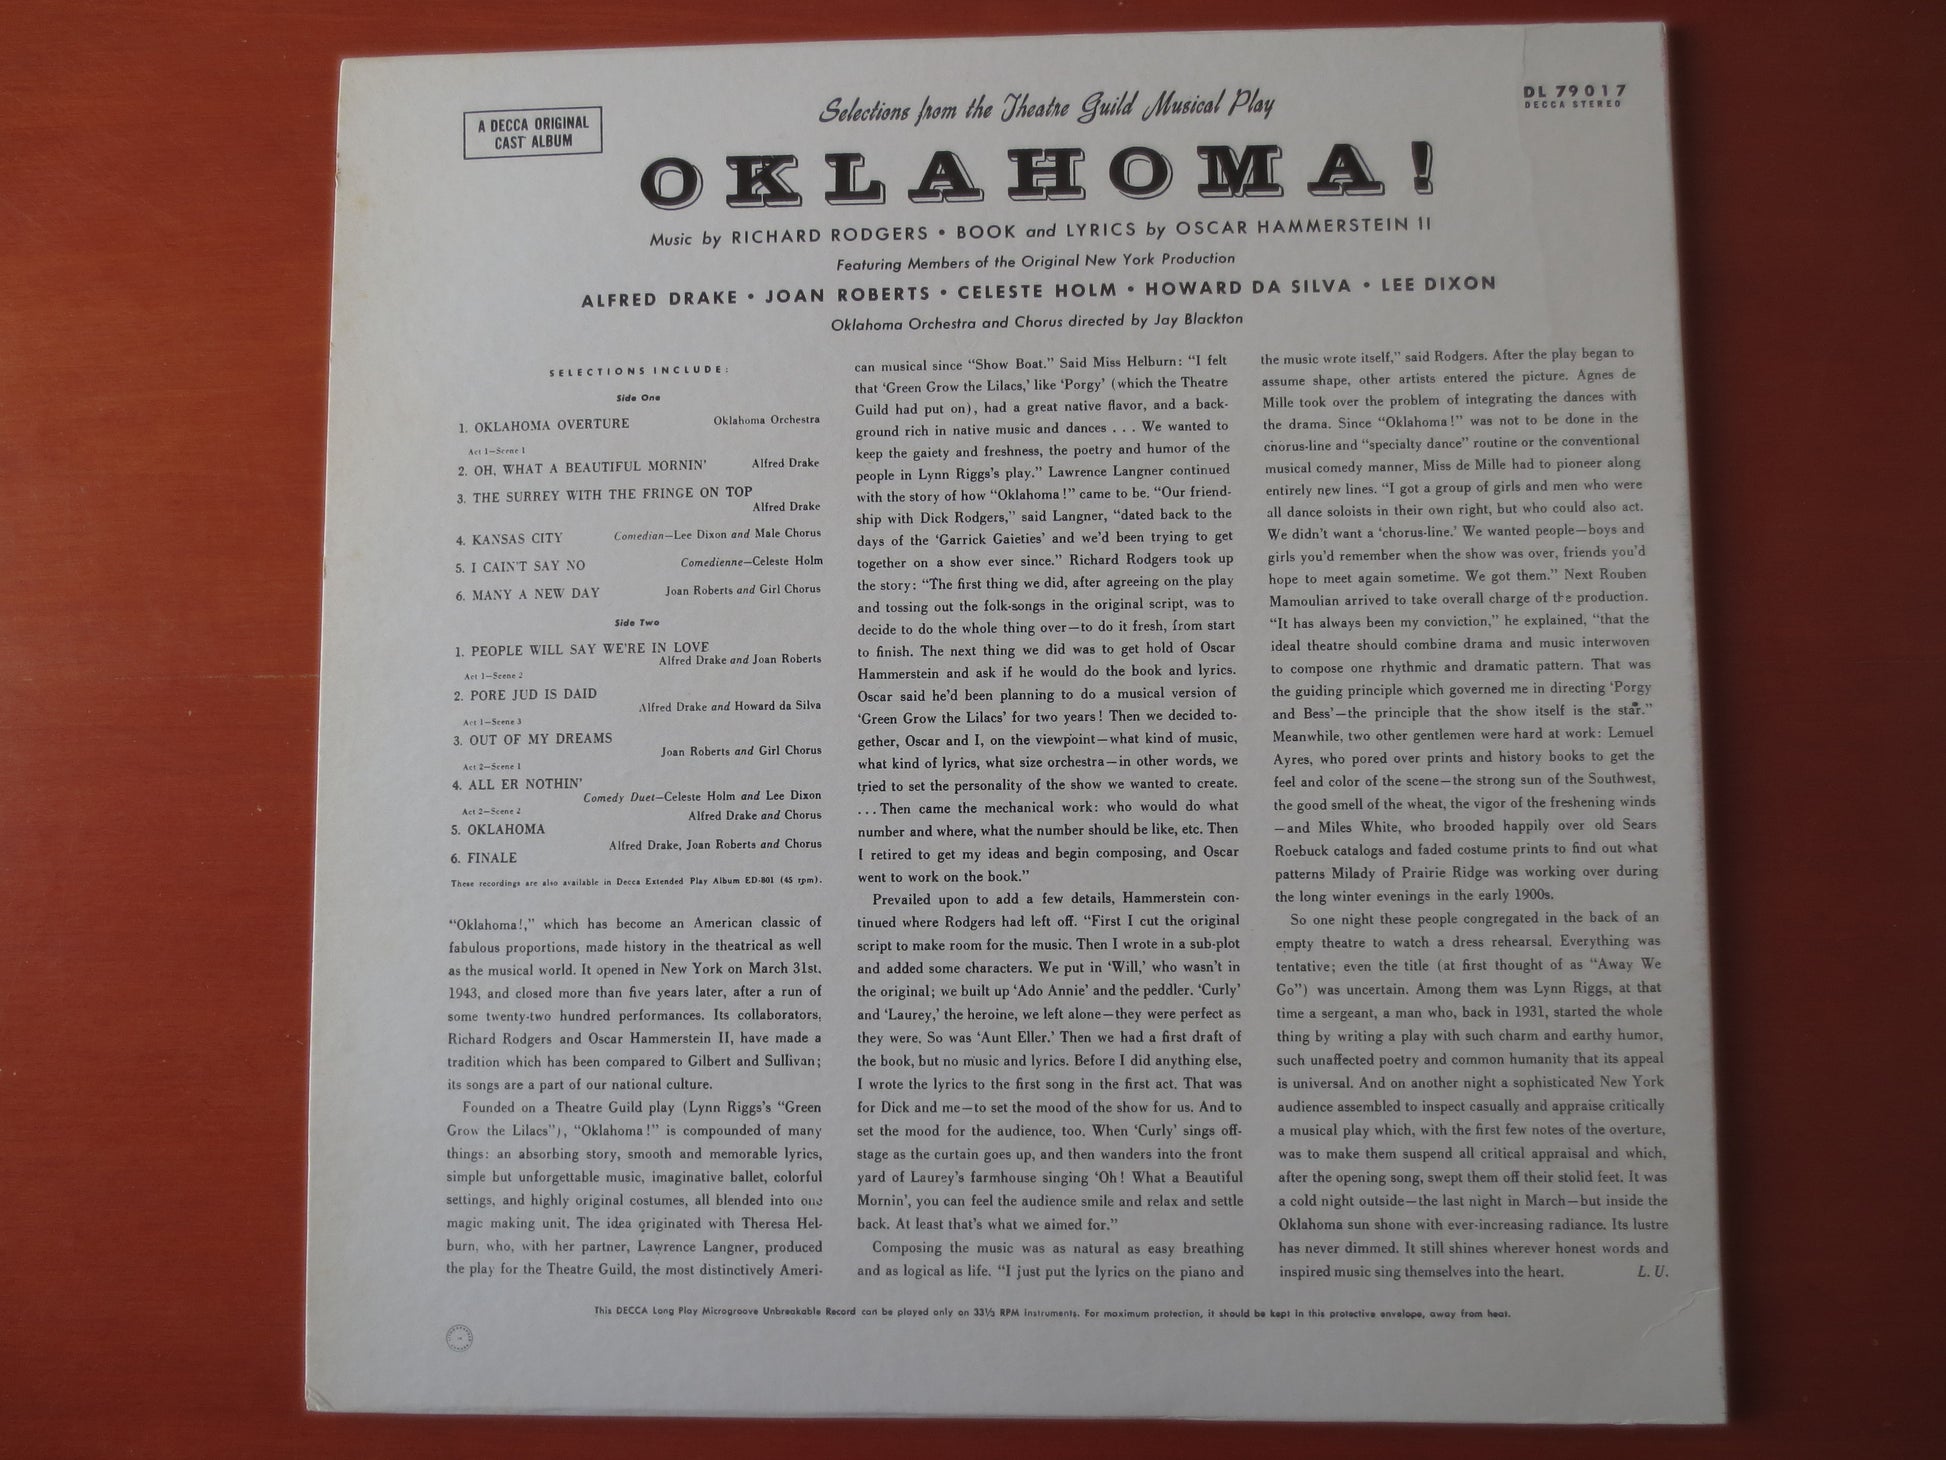 A DECCA ORIGINAL
CAST ALBUM
Selections from the Theatre Guild Musical Play
DL 79017
DECCA STEREO
OKLAHOMA!
Music by RICHARD RODGERS • BOOK and LYRICS by OSCAR HAMMERSTEIN II
Featuring Members of the Original New York Production
ALFRED DRAKE • JOAN ROBERTS • CELESTE HOLM • HOWARD DA SILVA • LEE DIXON
Oklahoma Orchestra and Chorus directed by Jay Blackton
SELECTIONS INCLUDE:
Side One
1. OKLAHOMA OVERTURE Oklahoma Orchestra
Act 1—Scene 1
2. OH, WHAT A BEAUTIFUL MORNIN' Alfred Drake
3. THE SURREY WITH THE FRINGE ON TOP
Alfred Drake
4. KANSAS CITY Comedian—Lee Dixon and Male Chorus
5. I CAIN'T SAY NO Comedienne—Celeste Holm
6. MANY A NEW DAY Joan Roberts and Girl Chorus
Side Two
1. PEOPLE WILL SAY WE'RE IN LOVE
Alfred Drake and Joan Roberts
Act 1—Scene 2
2. PORE JUD IS DAID
Alfred Drake and Howard da Silva
Act 1—Scene 3
3. OUT OF MY DREAMS
Joan Roberts and Girl Chorus
Act 2—Scene 1
4. ALL ER NOTHIN'
Comedy Duet—Celeste Holm and Lee Dixon
Act 2—Scene 2
Alfred Drake and Chorus
5. OKLAHOMA
Alfred Drake, Joan Roberts and Chorus
6. FINALE
These recordings are also available in Decca Extended Play Album ED-801 (45 rpm).
"Oklahoma!," which has become an American classic of
fabulous proportions, made history in the theatrical as well
as the musical world. It opened in New York on March 31st,
1943, and closed more than five years later, after a run of
some twenty-two hundred performances. Its collaborators,
Richard Rodgers and Oscar Hammerstein II, have made a
tradition which has been compared to Gilbert and Sullivan;
its songs are a part of our national culture.
Founded on a Theatre Guild play (Lynn Riggs's "Green
Grow the Lilacs"), "Oklahoma!" is compounded of many
things: an absorbing story, smooth and memorable lyrics,
simple but unforgettable music, imaginative ballet, colorful
settings, and highly original costumes, all blended into one
magic making unit. The idea originated with Theresa Hel-
burn, who, with her partner, Lawrence Langner, produced
the play for the Theatre Guild, the most distinctively Ameri-
can musical since "Show Boat." Said Miss Helburn: "I felt
that 'Green Grow the Lilacs,' like 'Porgy' (which the Theatre
Guild had put on), had a great native flavor, and a back-
ground rich in native music and dances . . . We wanted to
keep the gaiety and freshness, the poetry and humor of the
people in Lynn Riggs's play." Lawrence Langner continued
with the story of how "Oklahoma!" came to be. "Our friend-
ship with Dick Rodgers," said Langner, "dated back to the
days of the 'Garrick Gaieties' and we'd been trying to get
together on a show ever since." Richard Rodgers took up
the story: "The first thing we did, after agreeing on the play
and tossing out the folk-songs in the original script, was to
decide to do the whole thing over—to do it fresh, from start
to finish. The next thing we did was to get hold of Oscar
Hammerstein and ask if he would do the book and lyrics.
Oscar said he'd been planning to do a musical version of
'Green Grow the Lilacs' for two years! Then we decided to-
gether, Oscar and I, on the viewpoint—what kind of music,
what kind of lyrics, what size orchestra—in other words, we
tried to set the personality of the show we wanted to create.
. . . Then came the mechanical work: who would do what
number and where, what the number should be like, etc. Then
I retired to get my ideas and begin composing, and Oscar
went to work on the book."
Prevailed upon to add a few details, Hammerstein con-
tinued where Rodgers had left off. "First I cut the original
script to make room for the music. Then I wrote in a sub-plot
and added some characters. We put in 'Will,' who wasn't in
the original; we built up 'Ado Annie' and the peddler. 'Curly'
and 'Laurey,' the heroine, we left alone—they were perfect as
they were. So was 'Aunt Eller.' Then we had a first draft of
the book, but no music and lyrics. Before I did anything else,
I wrote the lyrics to the first song in the first act. That was
for Dick and me—to set the mood of the show for us. And to
set the mood for the audience, too. When 'Curly' sings off-
stage as the curtain goes up, and then wanders into the front
yard of Laurey's farmhouse singing 'Oh! What a Beautiful
Mornin', you can feel the audience smile and relax and settle
back. At least that's what we aimed for."
Composing the music was as natural as easy breathing
and as logical as life. "I just put the lyrics on the piano and
the music wrote itself," said Rodgers. After the play began to
assume shape, other artists entered the picture. Agnes de
Mille took over the problem of integrating the dances with
the drama. Since "Oklahoma!" was not to be done in the
chorus-line and "specialty dance" routine or the conventional
musical comedy manner, Miss de Mille had to pioneer along
entirely new lines. "I got a group of girls and men who were
all dance soloists in their own right, but who could also act.
We didn't want a 'chorus-line.' We wanted people—boys and
girls you'd remember when the show was over, friends you'd
hope to meet again sometime. We got them." Next Rouben
Mamoulian arrived to take overall charge of the production.
"It has always been my conviction," he explained, "that the
ideal theatre should combine drama and music interwoven
to compose one rhythmic and dramatic pattern. That was
the guiding principle which governed me in directing 'Porgy
and Bess'—the principle that the show itself is the star."
Meanwhile, two other gentlemen were hard at work: Lemuel
Ayres, who pored over prints and history books to get the
feel and color of the scene—the strong sun of the Southwest,
the good smell of the wheat, the vigor of the freshening winds
—and Miles White, who brooded happily over old Sears
Roebuck catalogs and faded costume prints to find out what
patterns Milady of Prairie Ridge was working over during
the long winter evenings in the early 1900s.
So one night these people congregated in the back of an
empty theatre to watch a dress rehearsal. Everything was
tentative; even the title (at first thought of as "Away We
Go") was uncertain. Among them was Lynn Riggs, at that
time a sergeant, a man who, back in 1931, started the whole
thing by writing a play with such charm and earthy humor,
such unaffected poetry and common humanity that its appeal
is universal. And on another night a sophisticated New York
audience assembled to inspect casually and appraise critically
a musical play which, with the first few notes of the overture,
was to make them suspend all critical appraisal and which,
after the opening song, swept them off their stolid feet. It was
a cold night outside—the last night in March—but inside the
Oklahoma sun shone with ever-increasing radiance. Its lustre
has never dimmed. It still shines wherever honest words and
inspired music sing themselves into the heart. L. U.
This DECCA Long Play Microgroove Unbreakable Record can be played only on 33⅓ RPM instruments. For maximum protection, it should be kept in this protective envelope, away from heat.